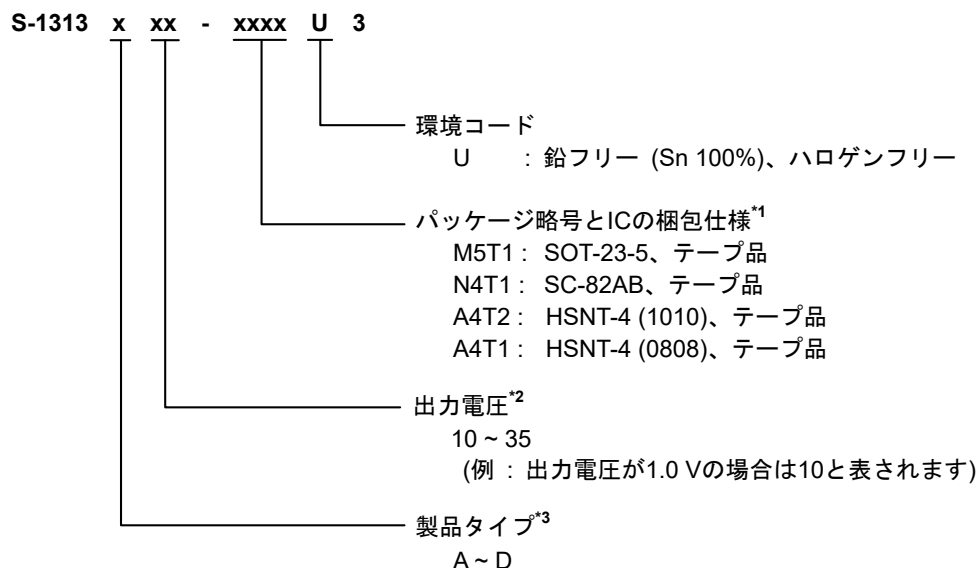 S-1313 x xx - xxxx U 3
環境コード
U : 鉛フリー (Sn 100%)、ハロゲンフリー
パッケージ略号とICの梱包仕様*1
M5T1 : SOT-23-5、テープ品
N4T1 : SC-82AB、テープ品
A4T2 : HSNT-4 (1010)、テープ品
A4T1 : HSNT-4 (0808)、テープ品
出力電圧*2
10 ~ 35
(例 : 出力電圧が1.0 Vの場合は10と表されます)
製品タイプ*3
A ~ D